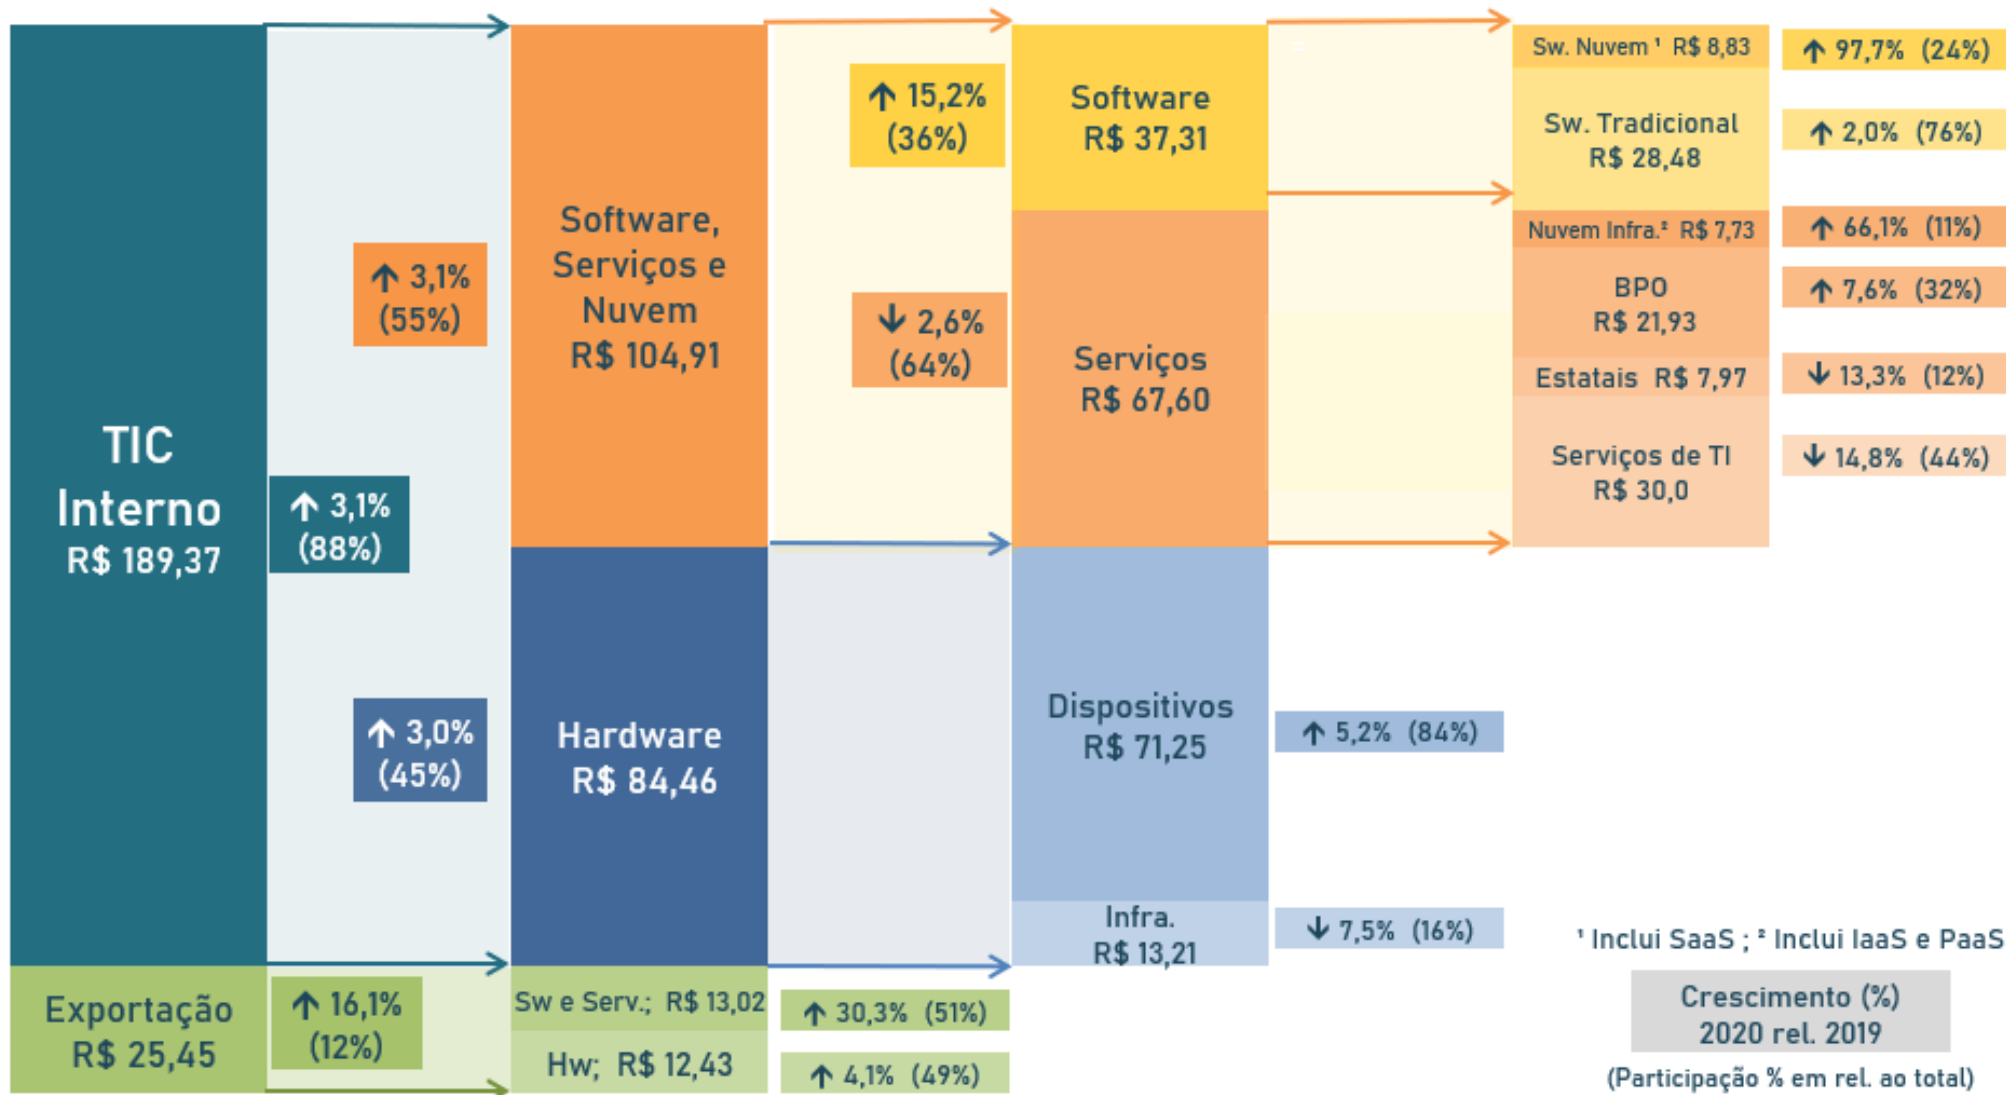 TIC
Interno
R$ 189,37
↑ 3,1%
(88%)
↑ 3,1%
(55%)
Software,
Serviços e
Nuvem
R$ 104,91
↑ 15,2%
(36%)
Software
R$ 37,31
Sw. Nuvem ¹ R$ 8,83
↑ 97,7% (24%)
Sw. Tradicional
R$ 28,48
↑ 2,0% (76%)
↓ 2,6%
(64%)
Serviços
R$ 67,60
Nuvem Infra.² R$ 7,73
↑ 66,1% (11%)
BPO
R$ 21,93
↑ 7,6% (32%)
Estatais R$ 7,97
↓ 13,3% (12%)
Serviços de TI
R$ 30,0
↓ 14,8% (44%)
↑ 3,0%
(45%)
Hardware
R$ 84,46
Dispositivos
R$ 71,25
↑ 5,2% (84%)
Infra.
R$ 13,21
↓ 7,5% (16%)
Exportação
R$ 25,45
↑ 16,1%
(12%)
Sw e Serv.; R$ 13,02
↑ 30,3% (51%)
Hw; R$ 12,43
↑ 4,1% (49%)
¹ Inclui SaaS ; ² Inclui IaaS e PaaS
Crescimento (%)
2020 rel. 2019
(Participação % em rel. ao total)